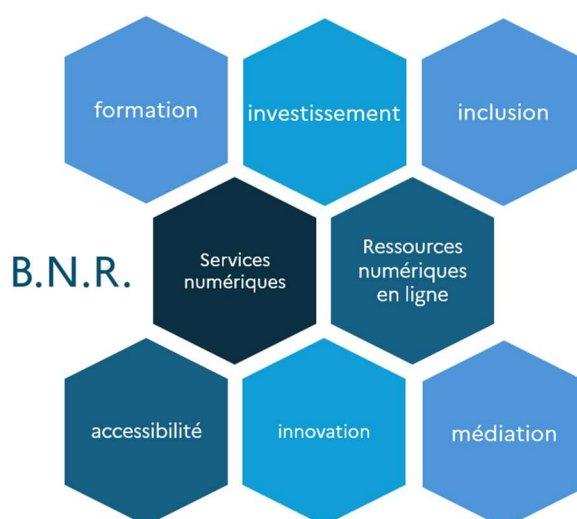 formation
investissement
inclusion
B.N.R.
Services
numériques
Ressources
numériques
en ligne
accessibilité
innovation
médiation